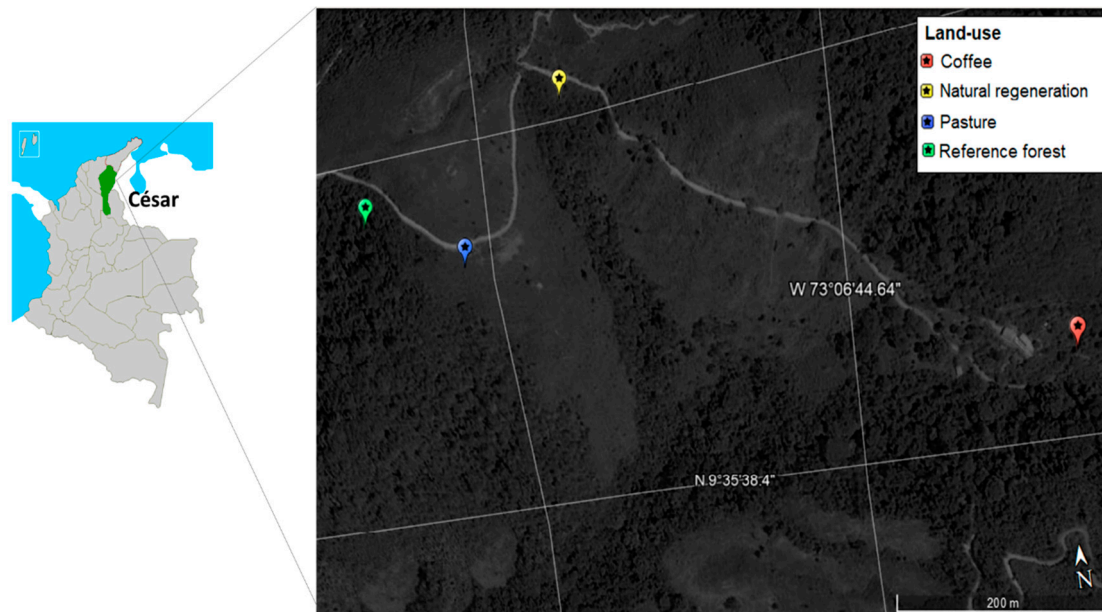 César
Land-use
Coffee
Natural regeneration
Pasture
Reference forest
W 73°06'44.64"
N 9°35'38.4"
N
200 m